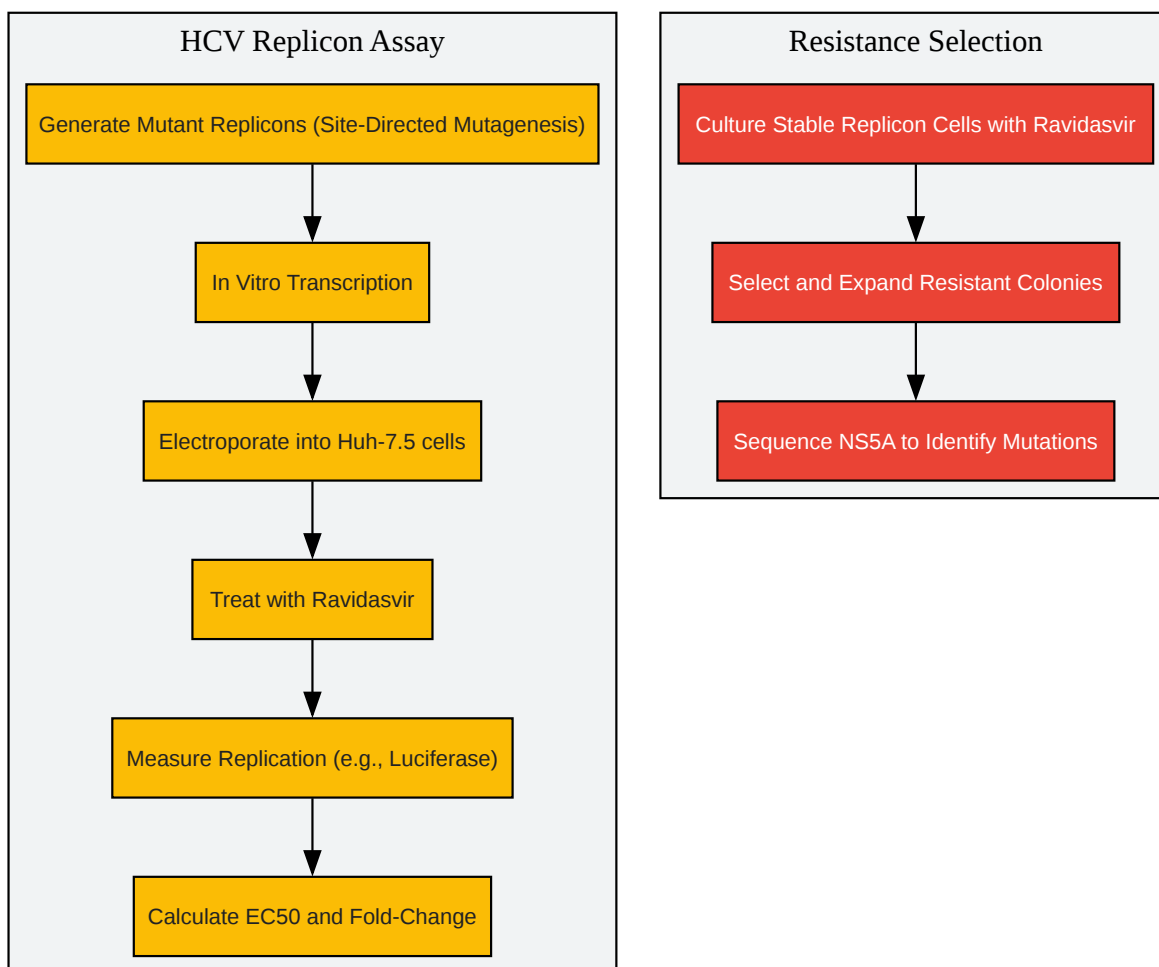 HCV Replicon Assay
Generate Mutant Replicons (Site-Directed Mutagenesis)
In Vitro Transcription
Electroporate into Huh-7.5 cells
Treat with Ravidasvir
Measure Replication (e.g., Luciferase)
Calculate EC50 and Fold-Change
Resistance Selection
Culture Stable Replicon Cells with Ravidasvir
Select and Expand Resistant Colonies
Sequence NS5A to Identify Mutations